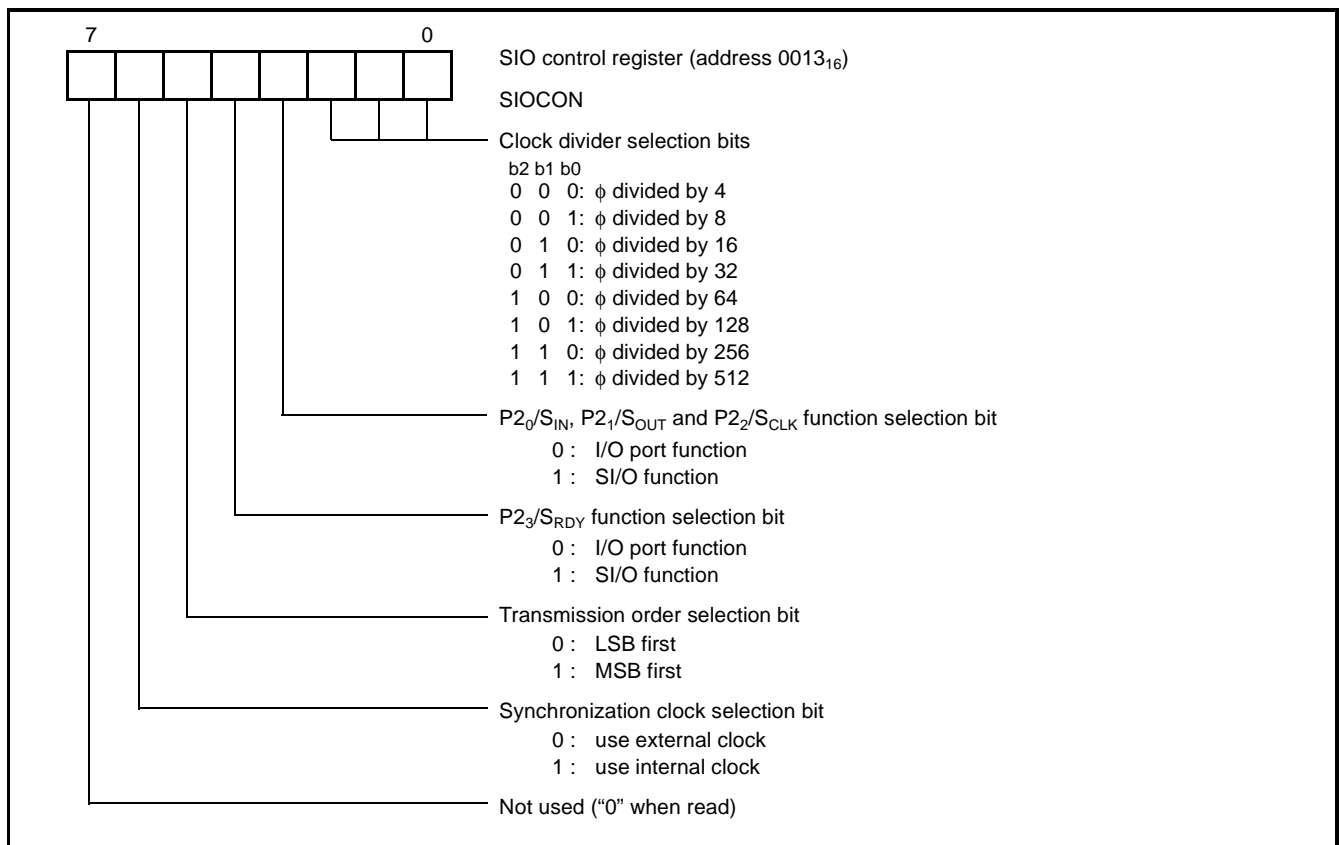 7 0
SIO control register (address 0013₁₆)
SIOCON
Clock divider selection bits
b2 b1 b0
0 0 0: ϕ divided by 4
0 0 1: ϕ divided by 8
0 1 0: ϕ divided by 16
0 1 1: ϕ divided by 32
1 0 0: ϕ divided by 64
1 0 1: ϕ divided by 128
1 1 0: ϕ divided by 256
1 1 1: ϕ divided by 512
P2₀/S_IN, P2₁/S_OUT and P2₂/S_CLK function selection bit
0 : I/O port function
1 : SI/O function
P2₃/S_RDY function selection bit
0 : I/O port function
1 : SI/O function
Transmission order selection bit
0 : LSB first
1 : MSB first
Synchronization clock selection bit
0 : use external clock
1 : use internal clock
Not used (“0” when read)